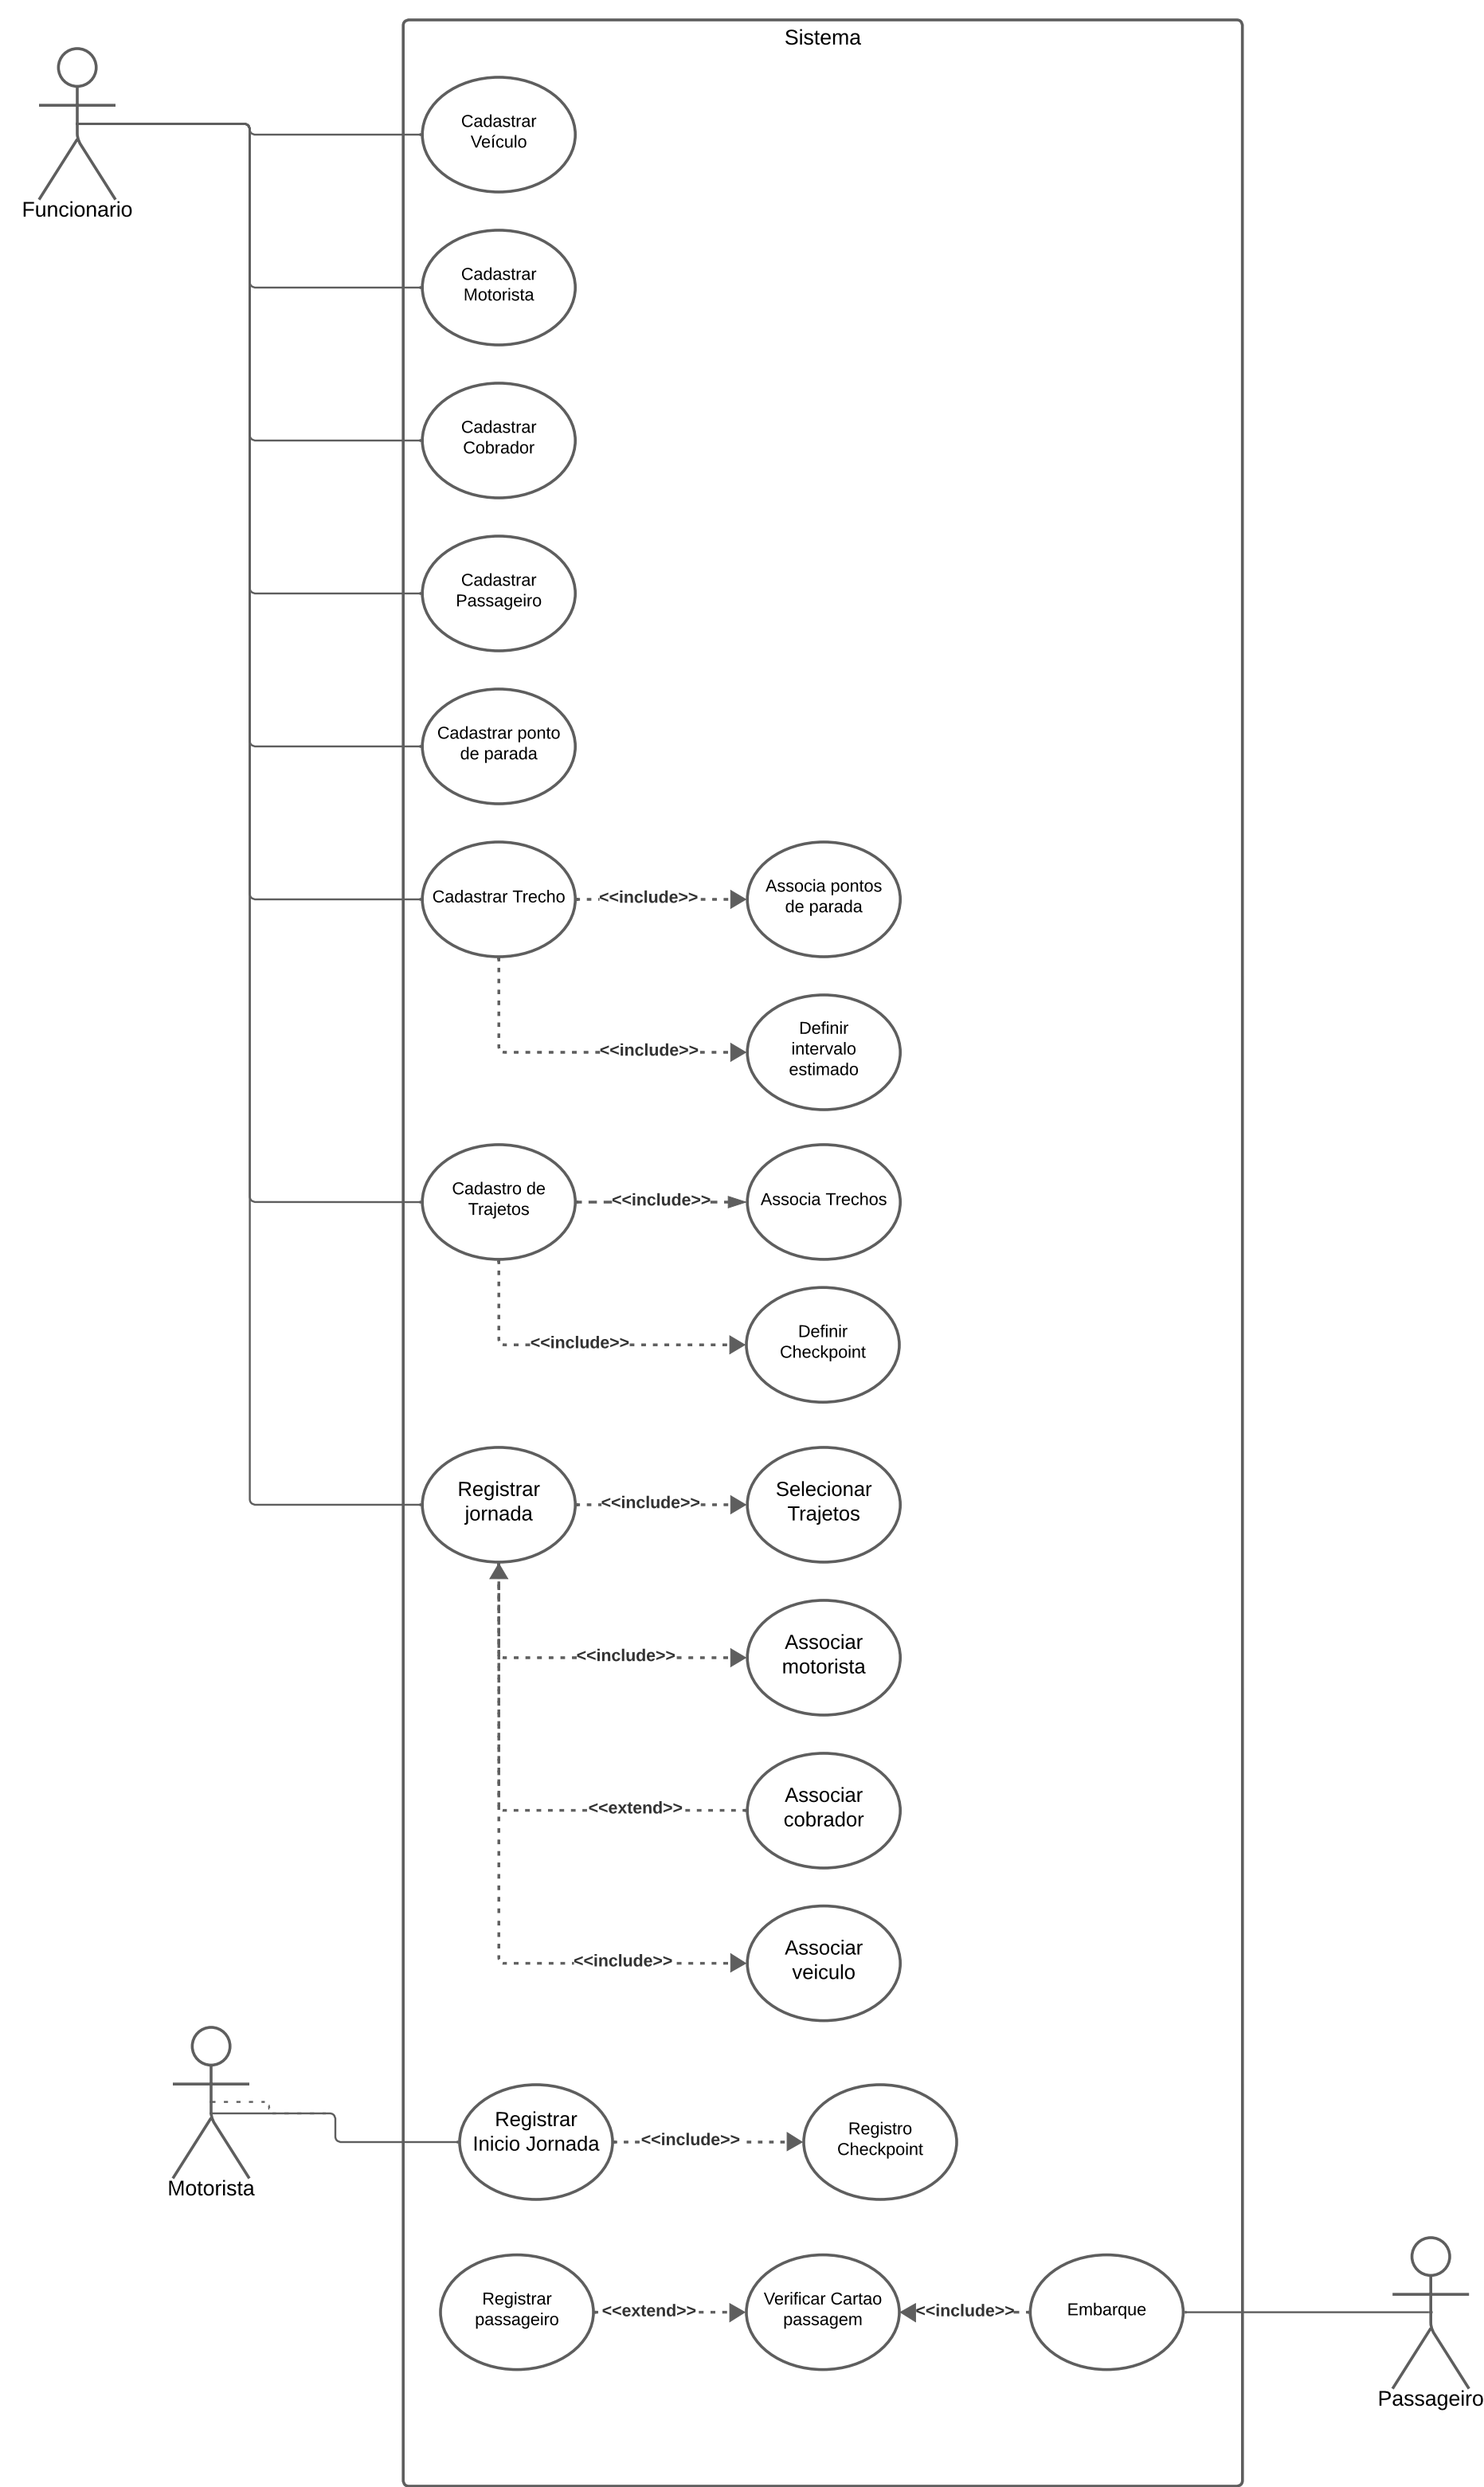 Sistema
Funcionario
Cadastrar
Veículo
Cadastrar
Motorista
Cadastrar
Cobrador
Cadastrar
Passageiro
Cadastrar ponto
de parada
Cadastrar Trecho
<<include>>
Associa pontos
de parada
<<include>>
Definir
intervalo
estimado
Cadastro de
Trajetos
<<include>>
Associa Trechos
<<include>>
Definir
Checkpoint
Registrar
jornada
<<include>>
Selecionar
Trajetos
<<include>>
Associar
motorista
<<extend>>
Associar
cobrador
<<include>>
Associar
veiculo
Motorista
Registrar
Inicio Jornada
<<include>>
Registro
Checkpoint
Registrar
passageiro
<<extend>>
Verificar Cartao
passagem
<<include>>
Embarque
Passageiro